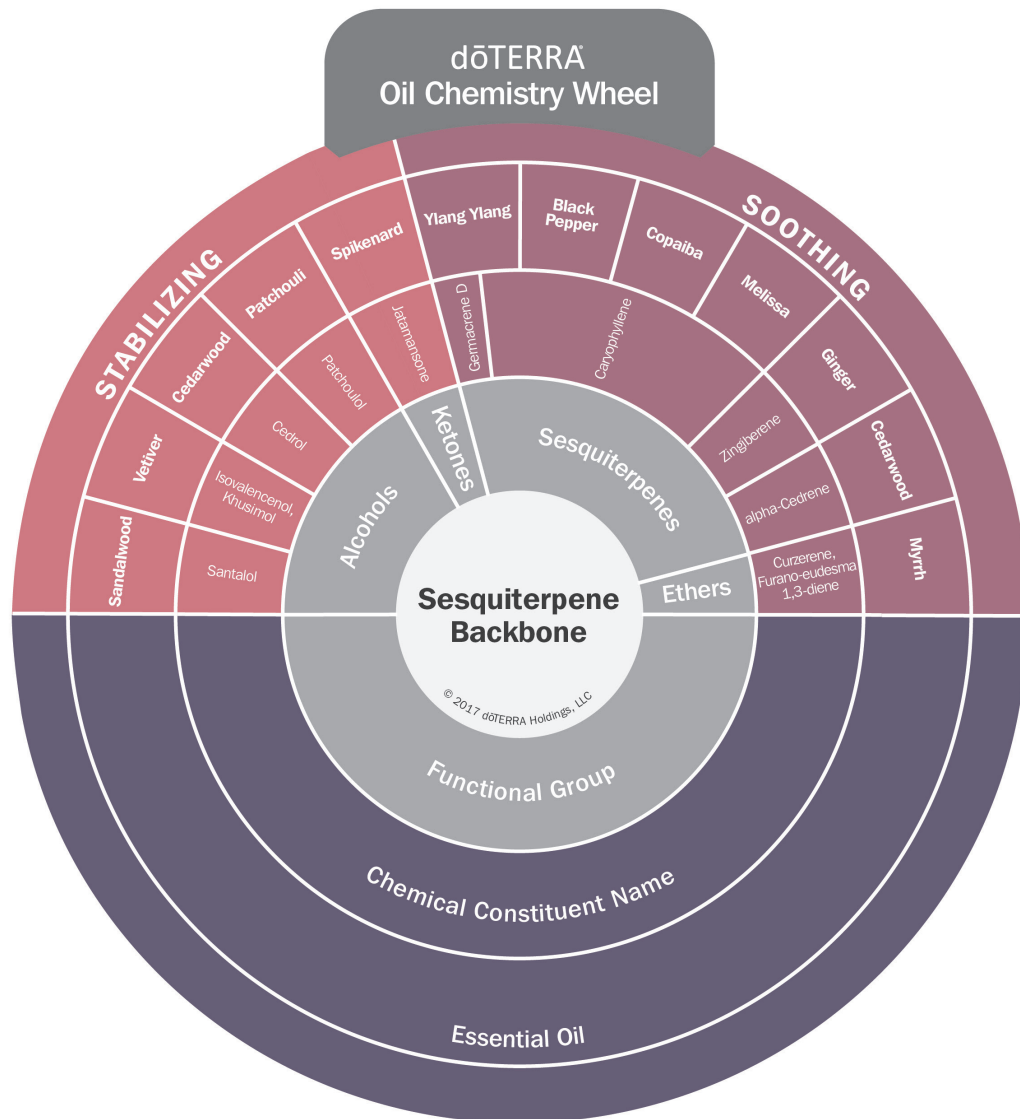 dōTERRA®
Oil Chemistry Wheel
STABILIZING
SOOTHING
Sandalwood
Vetiver
Cedarwood
Patchouli
Spikenard
Ylang Ylang
Black
Pepper
Copaiba
Melissa
Ginger
Cedarwood
Myrrh
Santalol
Isovalencenol,
Khusimol
Cedrol
Patchoulol
Jatamansone
Germacrene D
Caryophyllene
Zingiberene
alpha-Cedrene
Curzerene,
Furano-eudesma
1,3-diene
Alcohols
Ketones
Sesquiterpenes
Ethers
Sesquiterpene
Backbone
© 2017 dōTERRA Holdings, LLC
Functional Group
Chemical Constituent Name
Essential Oil